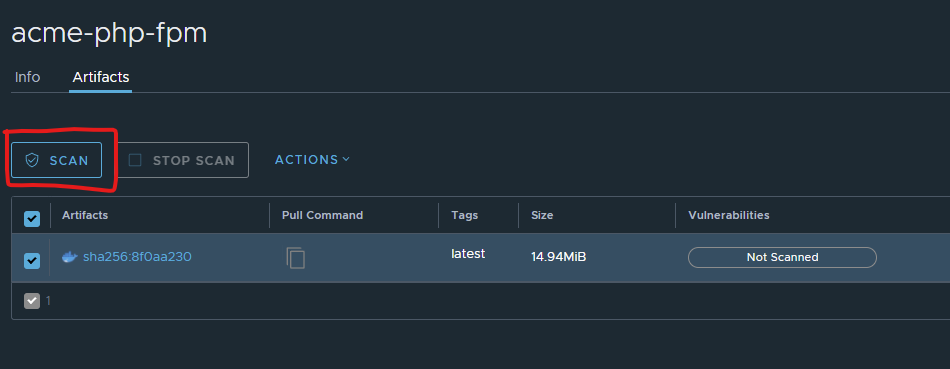 acme-php-fpm
Info Artifacts
SCAN STOP SCAN ACTIONS
Artifacts Pull Command Tags Size Vulnerabilities
sha256:8f0aa230 latest 14.94MiB Not Scanned
1